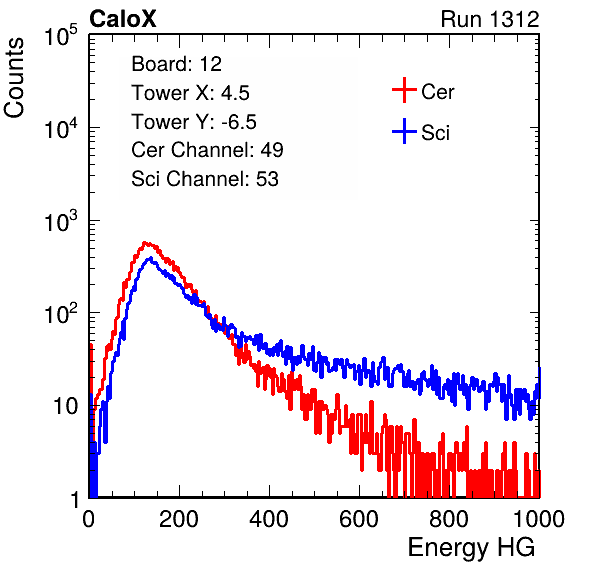 CaloX Run 1312
Counts
10^5
10^4
10^3
10^2
10
1
Board: 12
Tower X: 4.5
Tower Y: -6.5
Cer Channel: 49
Sci Channel: 53
Cer
Sci
0 200 400 600 800 1000
Energy HG